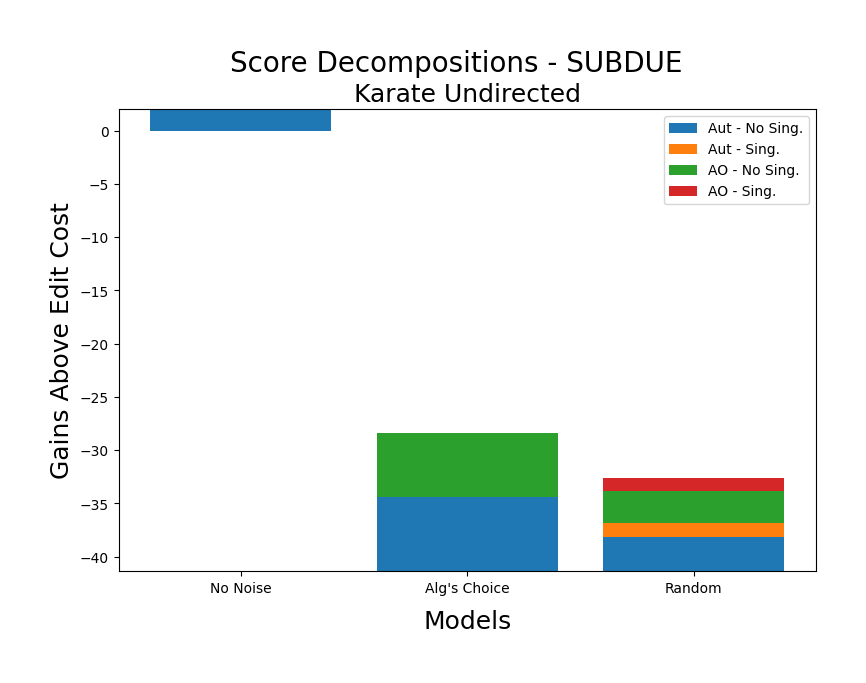 Score Decompositions - SUBDUE
Karate Undirected
Aut - No Sing.
Aut - Sing.
AO - No Sing.
AO - Sing.
Gains Above Edit Cost
0
−5
−10
−15
−20
−25
−30
−35
−40
No Noise
Alg's Choice
Random
Models